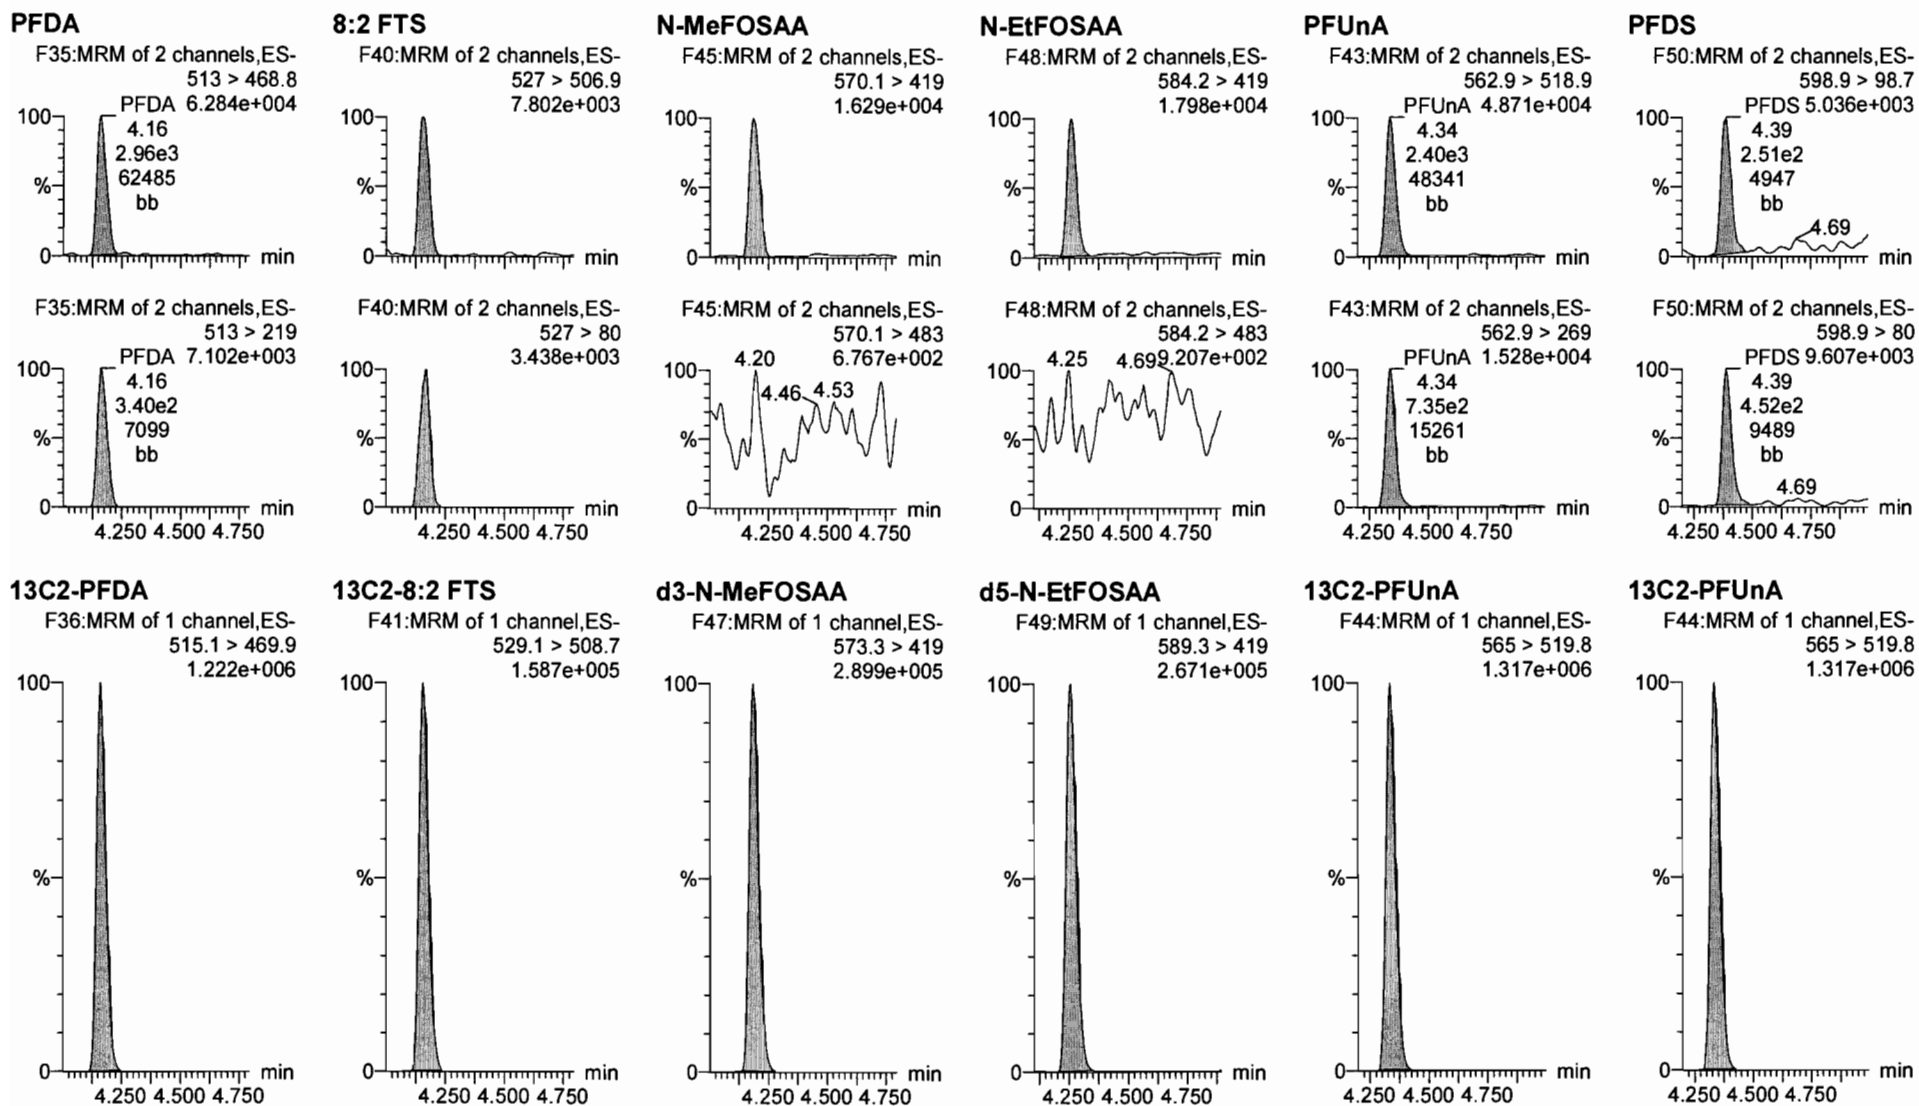 PFDA
F35:MRM of 2 channels,ES-
513 > 468.8
PFDA 6.284e+004
100
4.16
2.96e3
62485
bb
%
0
min
8:2 FTS
F40:MRM of 2 channels,ES-
527 > 506.9
7.802e+003
100
%
0
min
N-MeFOSAA
F45:MRM of 2 channels,ES-
570.1 > 419
1.629e+004
100
%
0
min
N-EtFOSAA
F48:MRM of 2 channels,ES-
584.2 > 419
1.798e+004
100
%
0
min
PFUnA
F43:MRM of 2 channels,ES-
562.9 > 518.9
PFUnA 4.871e+004
100
4.34
2.40e3
48341
bb
%
0
min
PFDS
F50:MRM of 2 channels,ES-
598.9 > 98.7
PFDS 5.036e+003
100
4.39
2.51e2
4947
bb
%
4.69
0
min
F35:MRM of 2 channels,ES-
513 > 219
PFDA 7.102e+003
100
4.16
3.40e2
7099
bb
%
0
min
4.250 4.500 4.750
F40:MRM of 2 channels,ES-
527 > 80
3.438e+003
100
%
0
min
4.250 4.500 4.750
F45:MRM of 2 channels,ES-
570.1 > 483
4.20 6.767e+002
100
4.46 4.53
%
0
min
4.250 4.500 4.750
F48:MRM of 2 channels,ES-
584.2 > 483
4.25 4.699.207e+002
100
%
0
min
4.250 4.500 4.750
F43:MRM of 2 channels,ES-
562.9 > 269
PFUnA 1.528e+004
100
4.34
7.35e2
15261
bb
%
0
min
4.250 4.500 4.750
F50:MRM of 2 channels,ES-
598.9 > 80
PFDS 9.607e+003
100
4.39
4.52e2
9489
bb
%
4.69
0
min
4.250 4.500 4.750
13C2-PFDA
F36:MRM of 1 channel,ES-
515.1 > 469.9
1.222e+006
100
%
0
min
4.250 4.500 4.750
13C2-8:2 FTS
F41:MRM of 1 channel,ES-
529.1 > 508.7
1.587e+005
100
%
0
min
4.250 4.500 4.750
d3-N-MeFOSAA
F47:MRM of 1 channel,ES-
573.3 > 419
2.899e+005
100
%
0
min
4.250 4.500 4.750
d5-N-EtFOSAA
F49:MRM of 1 channel,ES-
589.3 > 419
2.671e+005
100
%
0
min
4.250 4.500 4.750
13C2-PFUnA
F44:MRM of 1 channel,ES-
565 > 519.8
1.317e+006
100
%
0
min
4.250 4.500 4.750
13C2-PFUnA
F44:MRM of 1 channel,ES-
565 > 519.8
1.317e+006
100
%
0
min
4.250 4.500 4.750